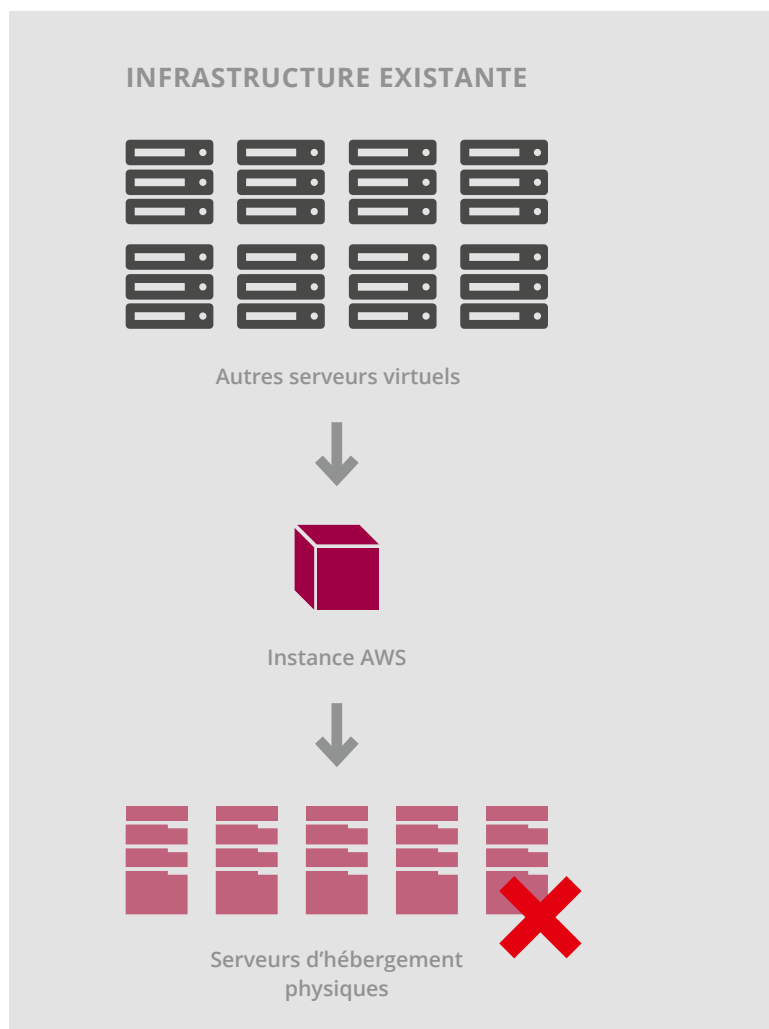 INFRASTRUCTURE EXISTANTE
Autres serveurs virtuels
Instance AWS
Serveurs d’hébergement
physiques